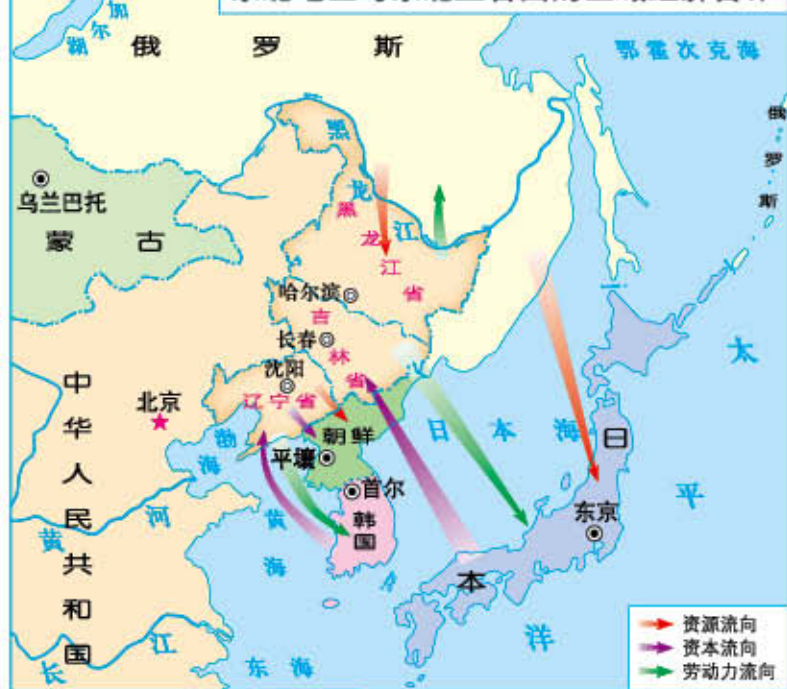 俄罗斯
贝加尔湖
鄂霍次克海
俄罗斯
乌兰巴托
蒙古
黑龙江
黑龙江省
哈尔滨
吉林省
长春
沈阳
辽宁省
北京
中华人民共和国
渤海
朝鲜
平壤
日本海
首尔
韩国
黄海
黄河
日本
东京
太平洋
长江
东海
资源流向
资本流向
劳动力流向